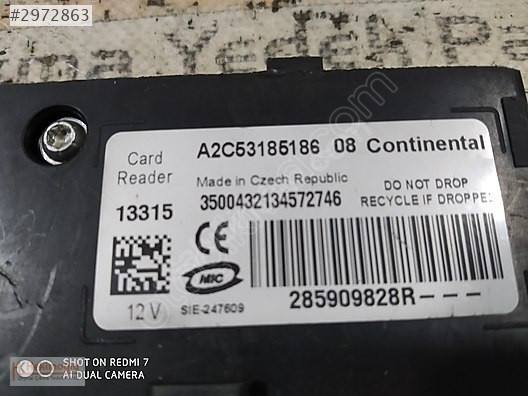 #2972863
Card Reader
A2C53185186 08 Continental
Made in Czech Republic
DO NOT DROP
13315
3500432134572746
RECYCLE IF DROPPED
CE
MIC
12 V
SIE-247609
285909828R---
SHOT ON REDMI 7
AI DUAL CAMERA